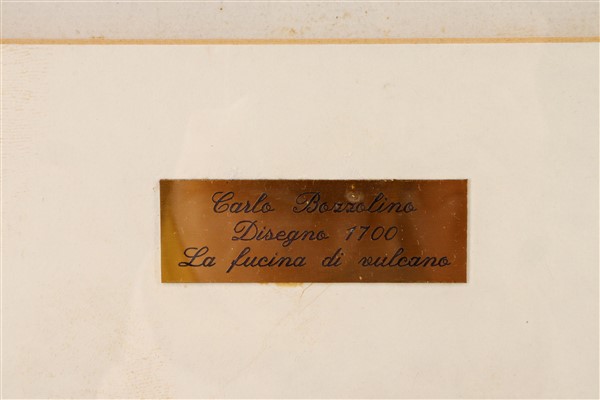 Carlo Bozzolino
Disegno 1700
La fucina di vulcano